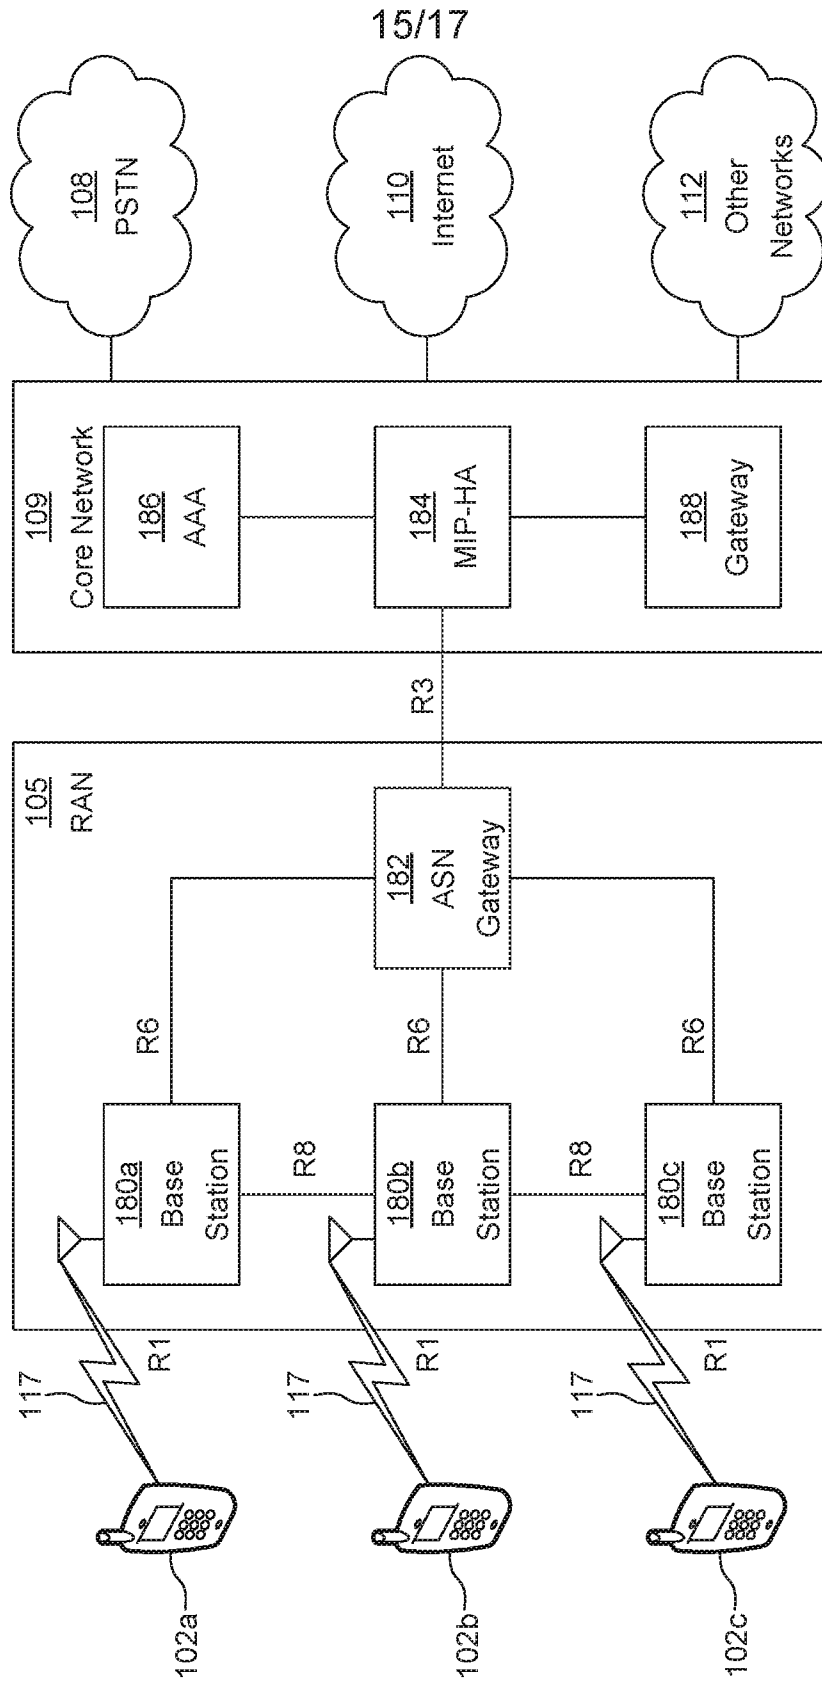 15/17
102a
117
R1
102b
117
R1
102c
117
R1
105
RAN
180a
Base
Station
R8
180b
Base
Station
R8
180c
Base
Station
R6
R6
R6
182
ASN
Gateway
R3
109
Core Network
186
AAA
184
MIP-HA
188
Gateway
108
PSTN
110
Internet
112
Other
Networks